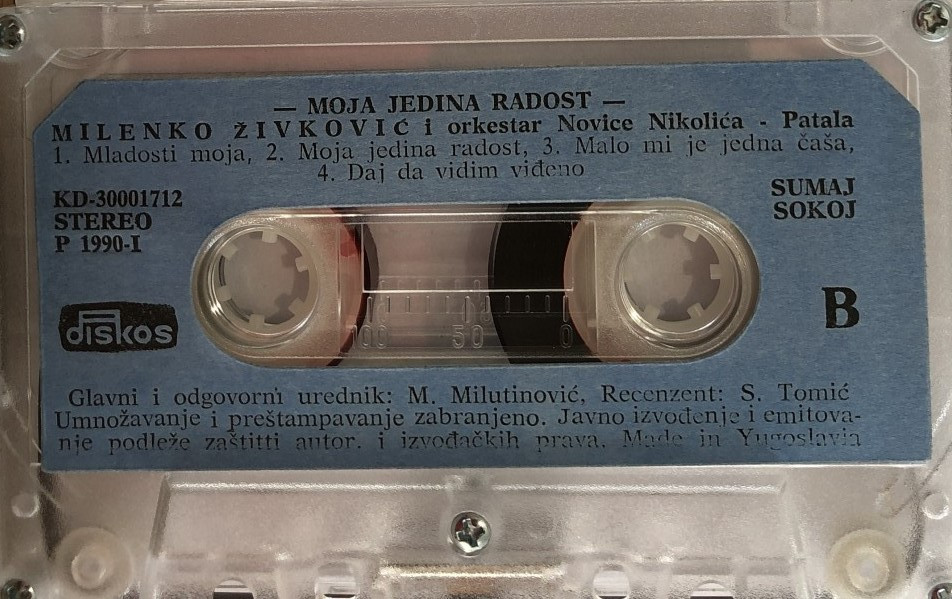 — MOJA JEDINA RADOST —
MILENKO ŽIVKOVIĆ i orkestar Novice Nikolića - Patala
1. Mladosti moja, 2. Moja jedina radost, 3. Malo mi je jedna čaša,
4. Daj da vidim viđeno
KD-30001712
STEREO
P 1990-I
SUMAJ
SOKOJ
diskos
B
100 50 0
Glavni i odgovorni urednik: M. Milutinović, Recenzent: S. Tomić
Umnožavanje i preštampavanje zabranjeno. Javno izvođenje i emitova-
nje podleže zaštitti autor. i izvođačkih prava. Made in Yugoslavia